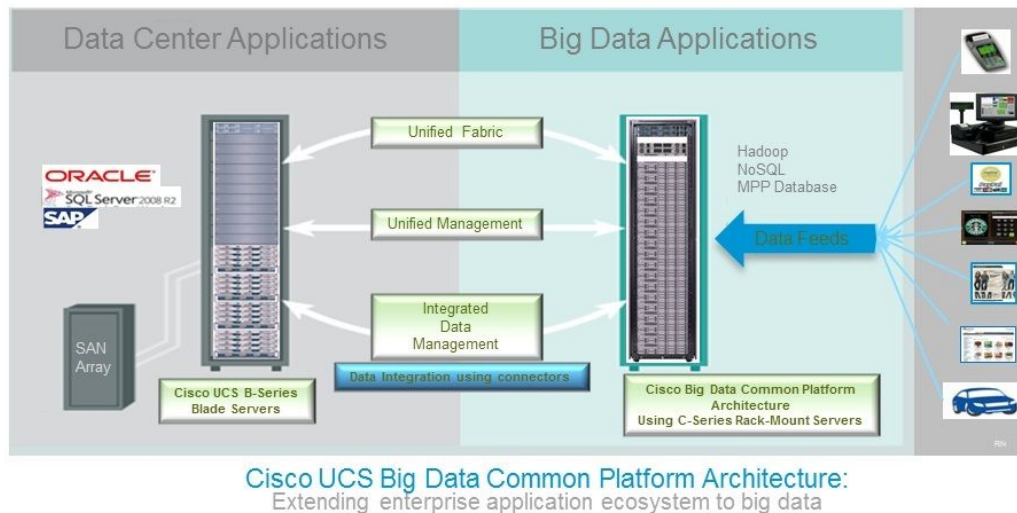 Data Center Applications
Big Data Applications
Unified Fabric
Hadoop
NoSQL
MPP Database
ORACLE
Microsoft
SQL Server 2008 R2
SAP
Unified Management
Data Feeds
SAN
Array
Integrated
Data
Management
Data Integration using connectors
Cisco UCS B-Series
Blade Servers
Cisco Big Data Common Platform
Architecture
Using C-Series Rack-Mount Servers
Cisco UCS Big Data Common Platform Architecture:
Extending enterprise application ecosystem to big data